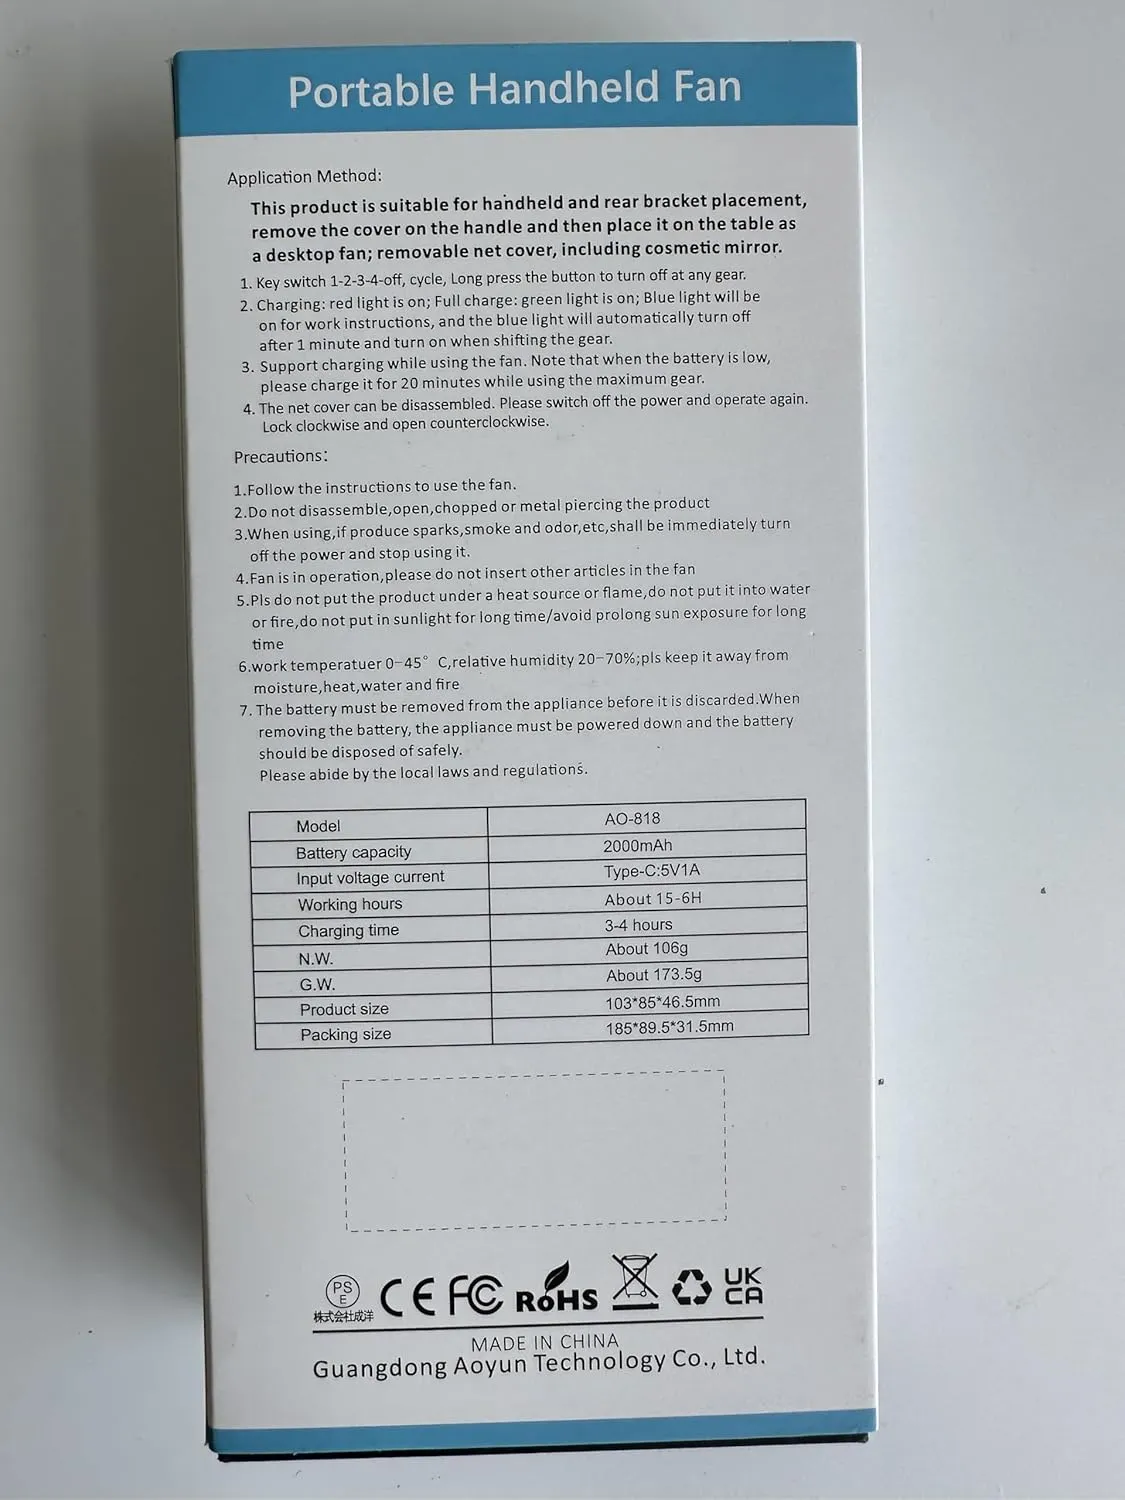 Portable Handheld Fan
Application Method:
This product is suitable for handheld and rear bracket placement,
remove the cover on the handle and then place it on the table as
a desktop fan; removable net cover, including cosmetic mirror.
1. Key switch 1-2-3-4-off, cycle, Long press the button to turn off at any gear.
2. Charging: red light is on; Full charge: green light is on; Blue light will be
on for work instructions, and the blue light will automatically turn off
after 1 minute and turn on when shifting the gear.
3. Support charging while using the fan. Note that when the battery is low,
please charge it for 20 minutes while using the maximum gear.
4. The net cover can be disassembled. Please switch off the power and operate again.
Lock clockwise and open counterclockwise.
Precautions:
1.Follow the instructions to use the fan.
2.Do not disassemble,open,chopped or metal piercing the product
3.When using,if produce sparks,smoke and odor,etc,shall be immediately turn
off the power and stop using it.
4.Fan is in operation,please do not insert other articles in the fan
5.Pls do not put the product under a heat source or flame,do not put it into water
or fire,do not put in sunlight for long time/avoid prolong sun exposure for long
time
6.work temperatuer 0-45° C,relative humidity 20-70%;pls keep it away from
moisture,heat,water and fire
7. The battery must be removed from the appliance before it is discarded.When
removing the battery, the appliance must be powered down and the battery
should be disposed of safely.
Please abide by the local laws and regulations.
Model AO-818
Battery capacity 2000mAh
Input voltage current Type-C:5V1A
Working hours About 15-6H
Charging time 3-4 hours
N.W. About 106g
G.W. About 173.5g
Product size 103*85*46.5mm
Packing size 185*89.5*31.5mm
PS
E
株式会社成洋
CE FC RoHS UK
CA
MADE IN CHINA
Guangdong Aoyun Technology Co., Ltd.